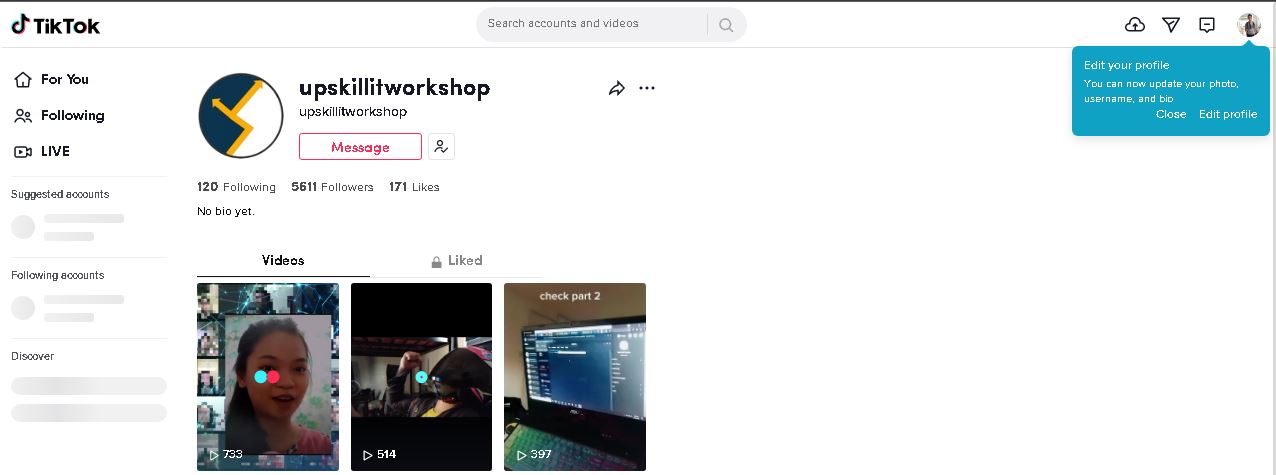 TikTok
Search accounts and videos
Edit your profile
You can now update your photo,
username, and bio
Close Edit profile
For You
Following
LIVE
Suggested accounts
Following accounts
Discover
upskillitworkshop
upskillitworkshop
Message
120 Following 5611 Followers 171 Likes
No bio yet.
Videos Liked
733
514
check part 2
397